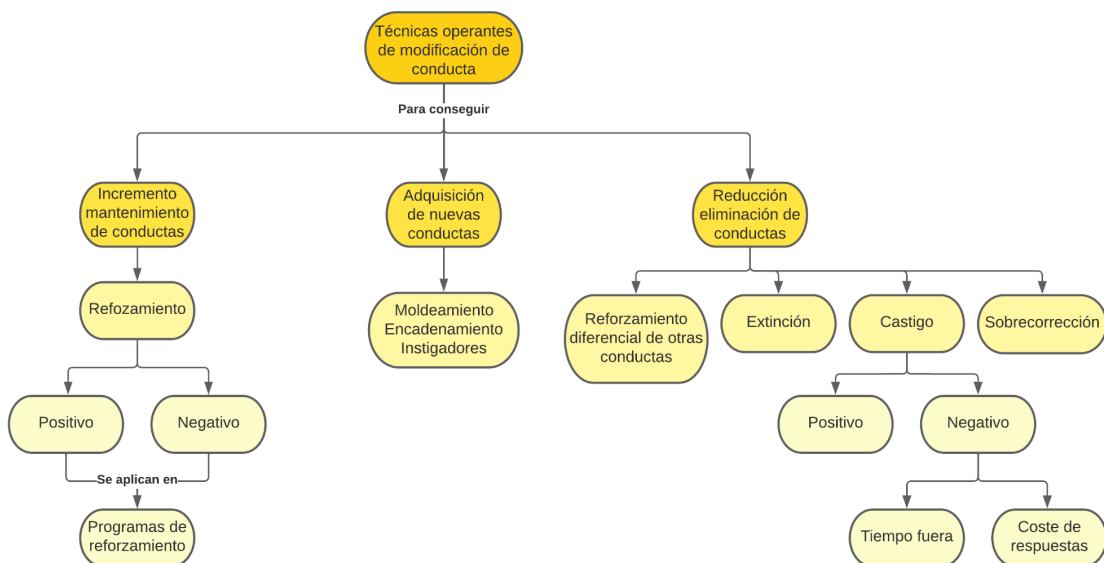 Técnicas operantes
de modificación de
conducta
Para conseguir
Incremento
mantenimiento
de conductas
Adquisición
de nuevas
conductas
Reducción
eliminación de
conductas
Refozamiento
Moldeamiento
Encadenamiento
Instigadores
Reforzamiento
diferencial de otras
conductas
Extinción
Castigo
Sobrecorrección
Positivo
Negativo
Positivo
Negativo
Se aplican en
Programas de
reforzamiento
Tiempo fuera
Coste de
respuestas